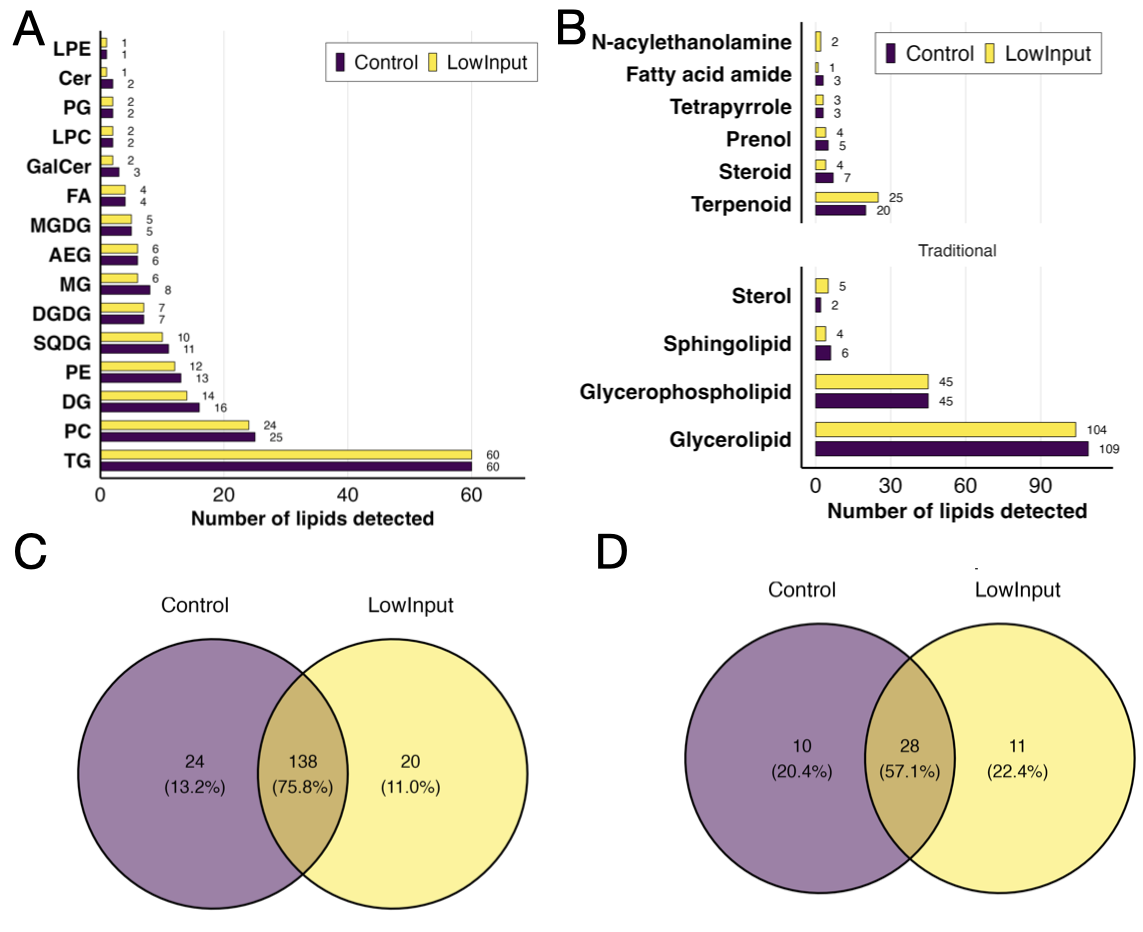 A
LPE 1
1
Cer 1
2
PG 2
2
LPC 2
2
GalCer 2
3
FA 4
4
MGDG 5
5
AEG 6
6
MG 6
8
DGDG 7
7
SQDG 10
11
PE 12
13
DG 14
16
PC 24
25
TG 60
60
0 20 40 60
Number of lipids detected
Control LowInput
B
N-acylethanolamine 2
Fatty acid amide 1
3
Tetrapyrrole 3
3
Prenol 4
5
Steroid 4
7
Terpenoid 25
20
Control LowInput
Traditional
Sterol 5
2
Sphingolipid 4
6
Glycerophospholipid 45
45
Glycerolipid 104
109
0 30 60 90
Number of lipids detected
C
Control LowInput
24 138 20
(13.2%) (75.8%) (11.0%)
D
Control LowInput
10 28 11
(20.4%) (57.1%) (22.4%)